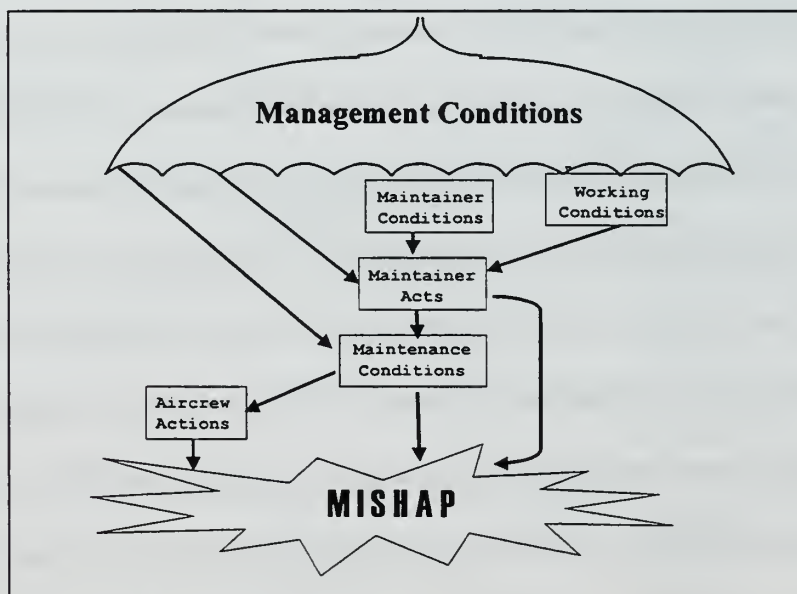 Management Conditions
Maintainer
Conditions
Working
Conditions
Maintainer
Acts
Maintenance
Conditions
Aircrew
Actions
MISHAP